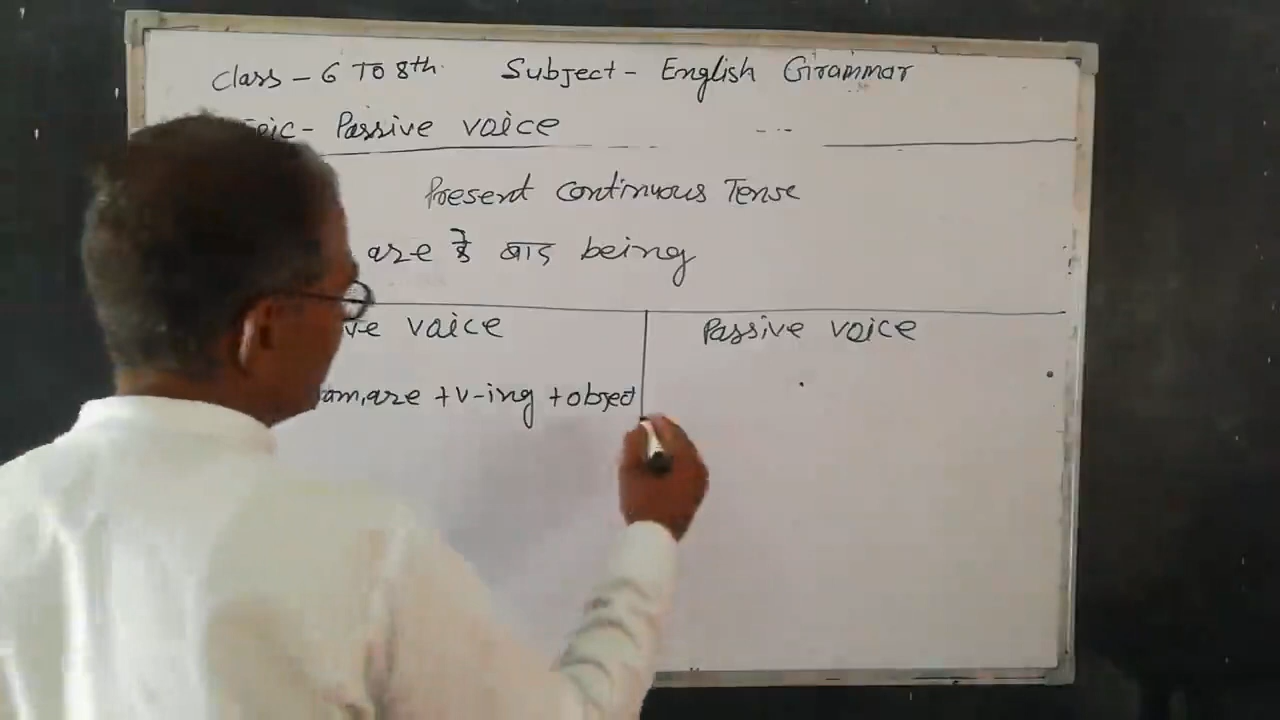 Class - 6 To 8th. Subject - English Grammar
Topic - Passive voice
Present Continuous Tense
are के बाद being
ve voice Passive voice
am, are + v-ing + object